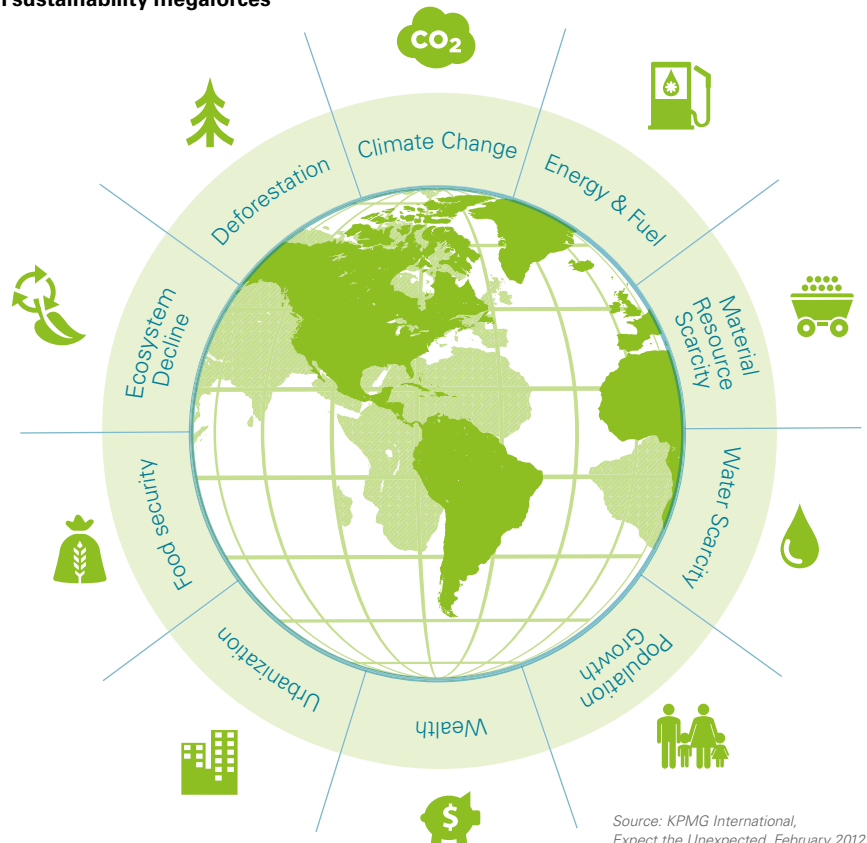 sustainability megaforces
CO₂
Climate Change
Energy & Fuel
Material
Resource
Scarcity
Water Scarcity
Population
Growth
Wealth
$
Urbanization
Food security
Ecosystem
Decline
Deforestation
Source: KPMG International,
Expect the Unexpected, February 2012